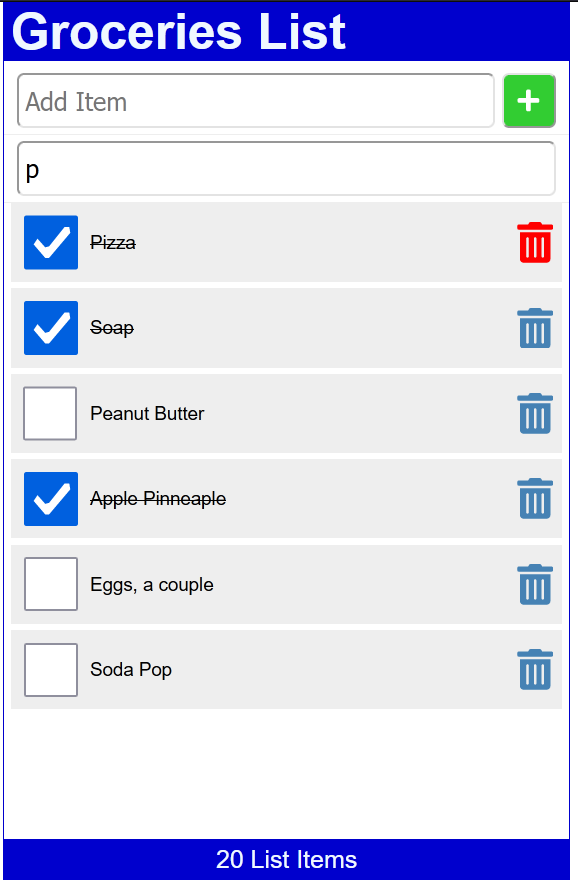 Groceries List
Add Item
+
p
Pizza
Soap
Peanut Butter
Apple Pinneaple
Eggs, a couple
Soda Pop
20 List Items